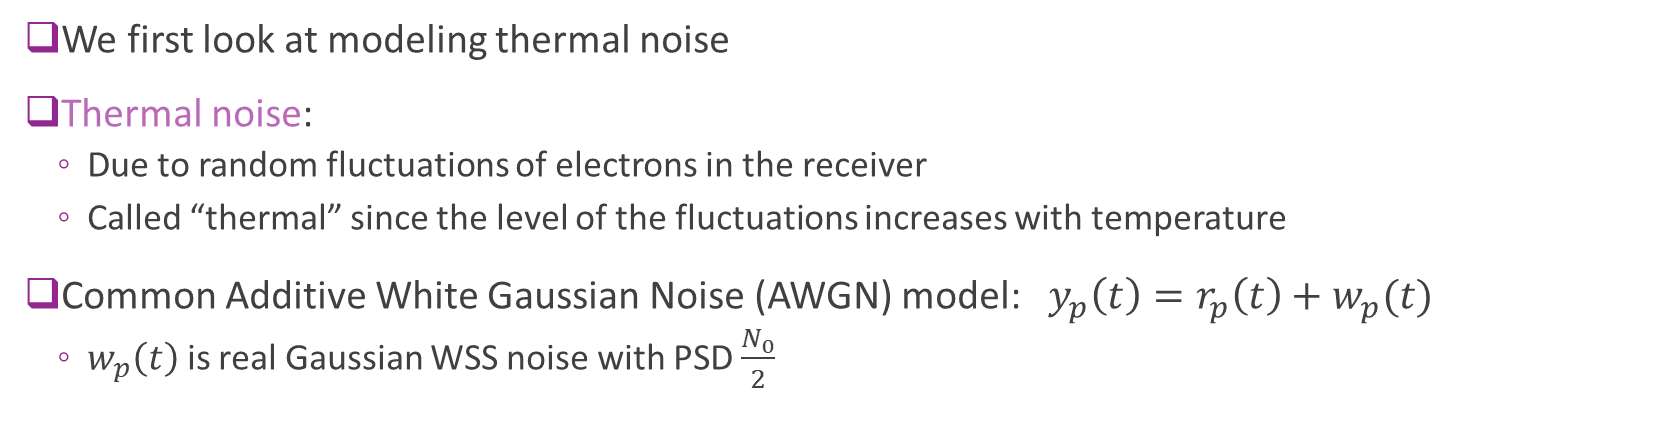 ❑We first look at modeling thermal noise
❑Thermal noise:
◦ Due to random fluctuations of electrons in the receiver
◦ Called “thermal” since the level of the fluctuations increases with temperature
❑Common Additive White Gaussian Noise (AWGN) model: $y_p(t) = r_p(t) + w_p(t)$
◦ $w_p(t)$ is real Gaussian WSS noise with PSD $\frac{N_0}{2}$